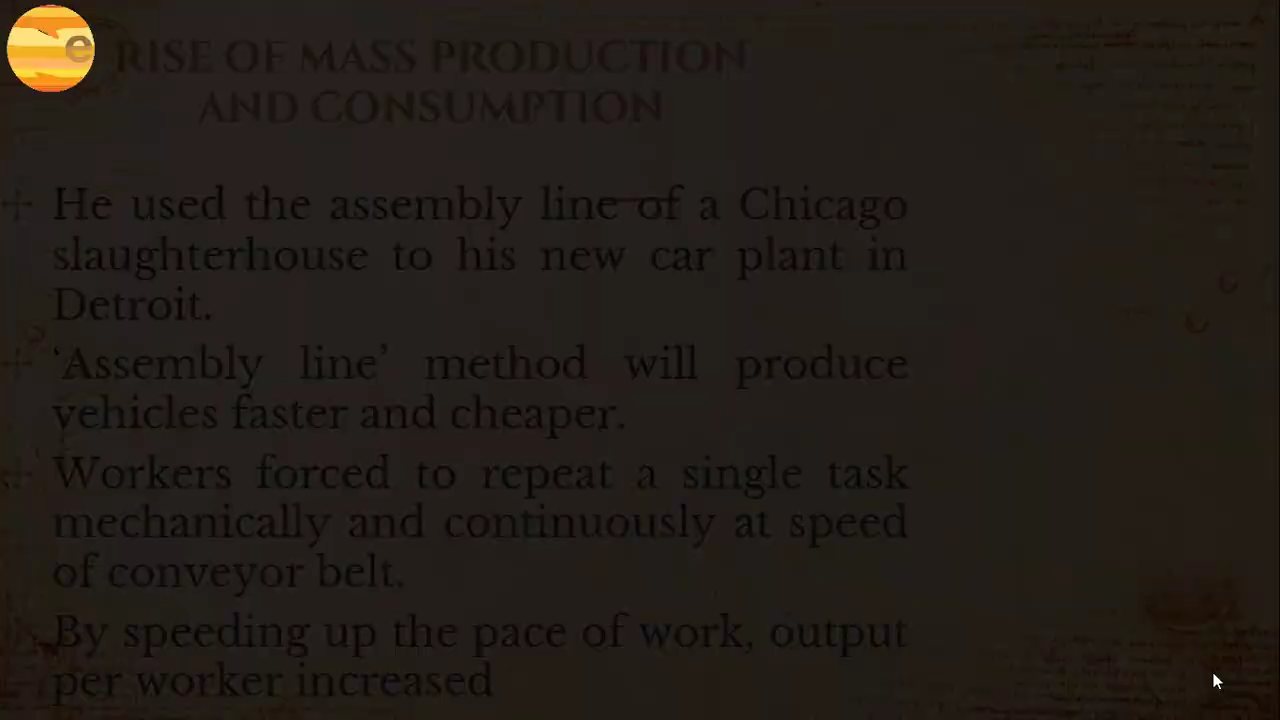 e
RISE OF MASS PRODUCTION
AND CONSUMPTION
He used the assembly line of a Chicago
slaughterhouse to his new car plant in
Detroit.
‘Assembly line’ method will produce
vehicles faster and cheaper.
Workers forced to repeat a single task
mechanically and continuously at speed
of conveyor belt.
By speeding up the pace of work, output
per worker increased